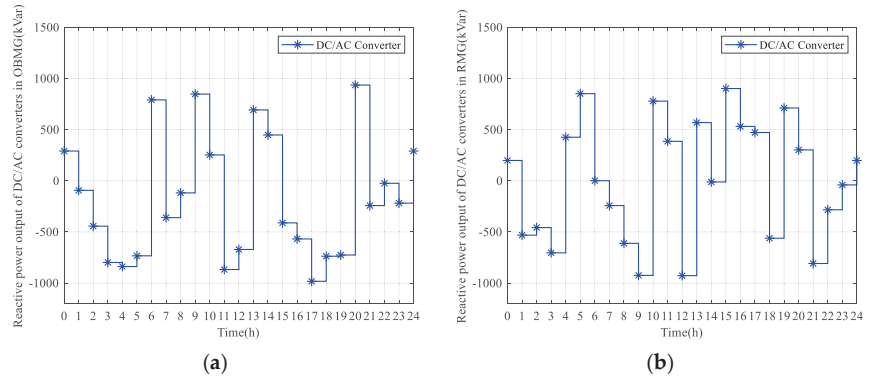 Reactive power output of DC/AC converters in OBMG(kVar)
1500
1000
500
0
-500
-1000
DC/AC Converter
0 1 2 3 4 5 6 7 8 9 10 11 12 13 14 15 16 17 18 19 20 21 22 23 24
Time(h)
(a)
Reactive power output of DC/AC converters in RMG(kVar)
1500
1000
500
0
-500
-1000
DC/AC Converter
0 1 2 3 4 5 6 7 8 9 10 11 12 13 14 15 16 17 18 19 20 21 22 23 24
Time(h)
(b)